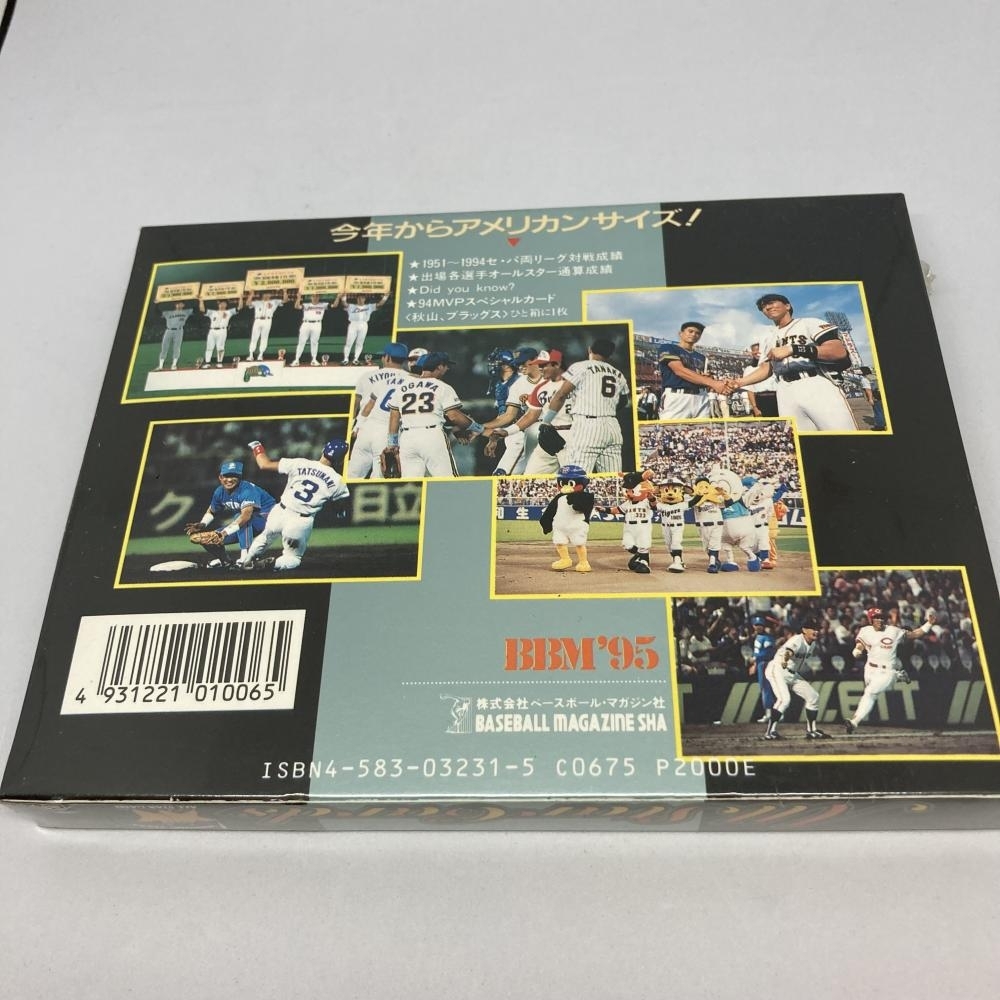 今年からアメリカンサイズ!
★1951〜1994セ・パ両リーグ対戦成績
★出場各選手オールスター通算成績
★Did you know?
★94MVPスペシャルカード
〈秋山、ブラッグス〉ひと箱に1枚
OGAWA
23
TANAKA
6
TATSUNAMI
3
ク
日立
BBM'95
株式会社ベースボール・マガジン社
BASEBALL MAGAZINE SHA
4 931221 010065
ISBN4-583-03231-5 C0675 P2000E